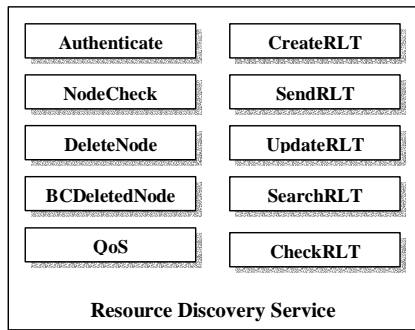 Authenticate
CreateRLT
NodeCheck
SendRLT
DeleteNode
UpdateRLT
BCDeletedNode
SearchRLT
QoS
CheckRLT
Resource Discovery Service